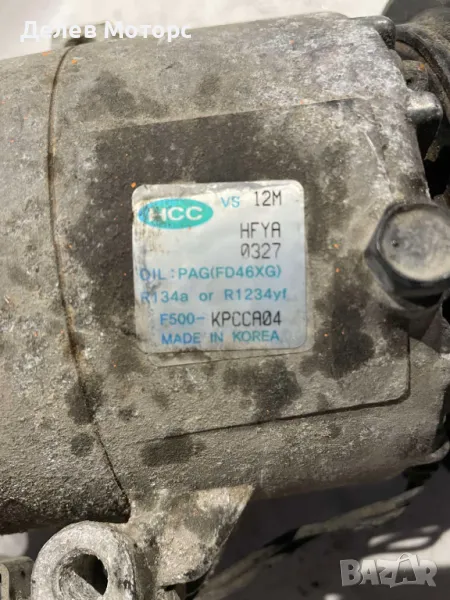 Делев Моторс
HCC VS 12M
HFYA
0327
OIL:PAG(FD46XG)
R134a or R1234yf
F500-KPCCA04
MADE IN KOREA
BAZAR